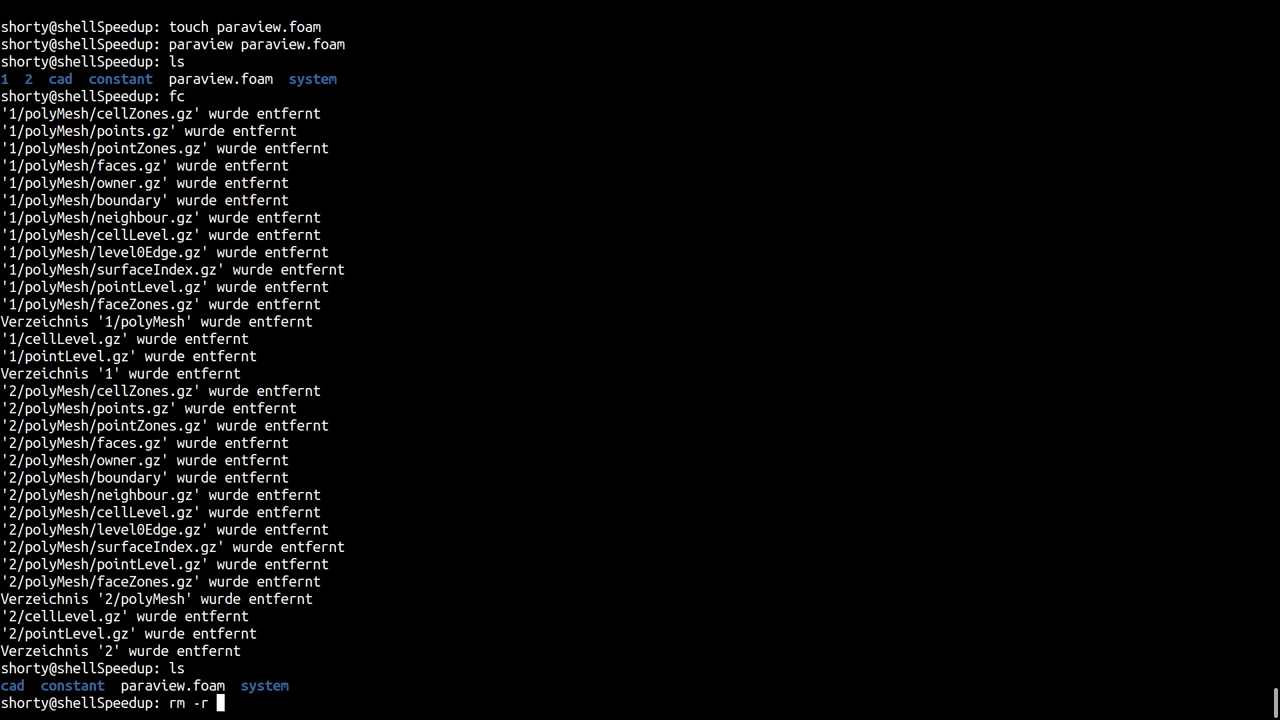 shorty@shellSpeedup: touch paraview.foam
shorty@shellSpeedup: paraview paraview.foam
shorty@shellSpeedup: ls
1  2  cad  constant  paraview.foam  system
shorty@shellSpeedup: fc
'1/polyMesh/cellZones.gz' wurde entfernt
'1/polyMesh/points.gz' wurde entfernt
'1/polyMesh/pointZones.gz' wurde entfernt
'1/polyMesh/faces.gz' wurde entfernt
'1/polyMesh/owner.gz' wurde entfernt
'1/polyMesh/boundary' wurde entfernt
'1/polyMesh/neighbour.gz' wurde entfernt
'1/polyMesh/cellLevel.gz' wurde entfernt
'1/polyMesh/level0Edge.gz' wurde entfernt
'1/polyMesh/surfaceIndex.gz' wurde entfernt
'1/polyMesh/pointLevel.gz' wurde entfernt
'1/polyMesh/faceZones.gz' wurde entfernt
Verzeichnis '1/polyMesh' wurde entfernt
'1/cellLevel.gz' wurde entfernt
'1/pointLevel.gz' wurde entfernt
Verzeichnis '1' wurde entfernt
'2/polyMesh/cellZones.gz' wurde entfernt
'2/polyMesh/points.gz' wurde entfernt
'2/polyMesh/pointZones.gz' wurde entfernt
'2/polyMesh/faces.gz' wurde entfernt
'2/polyMesh/owner.gz' wurde entfernt
'2/polyMesh/boundary' wurde entfernt
'2/polyMesh/neighbour.gz' wurde entfernt
'2/polyMesh/cellLevel.gz' wurde entfernt
'2/polyMesh/level0Edge.gz' wurde entfernt
'2/polyMesh/surfaceIndex.gz' wurde entfernt
'2/polyMesh/pointLevel.gz' wurde entfernt
'2/polyMesh/faceZones.gz' wurde entfernt
Verzeichnis '2/polyMesh' wurde entfernt
'2/cellLevel.gz' wurde entfernt
'2/pointLevel.gz' wurde entfernt
Verzeichnis '2' wurde entfernt
shorty@shellSpeedup: ls
cad  constant  paraview.foam  system
shorty@shellSpeedup: rm -r